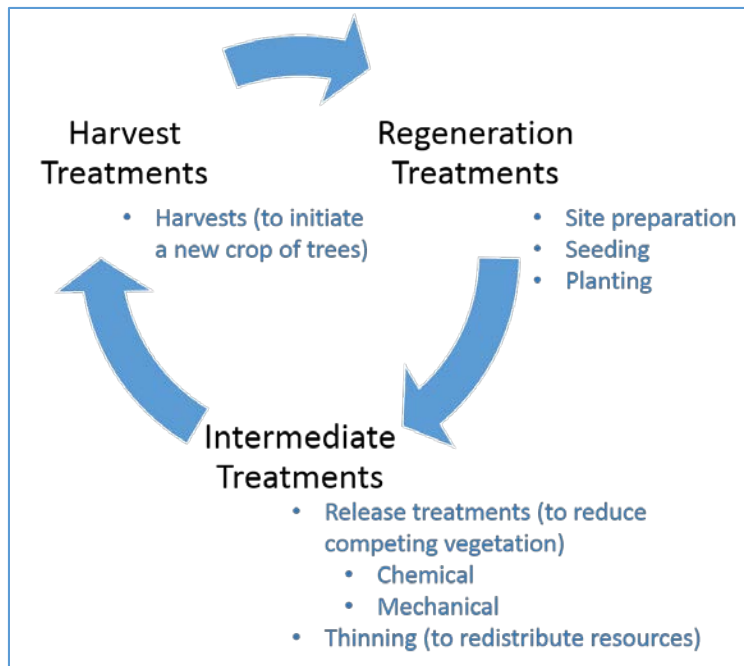 Harvest
Treatments
• Harvests (to initiate
a new crop of trees)
Regeneration
Treatments
• Site preparation
• Seeding
• Planting
Intermediate
Treatments
• Release treatments (to reduce
competing vegetation)
• Chemical
• Mechanical
• Thinning (to redistribute resources)